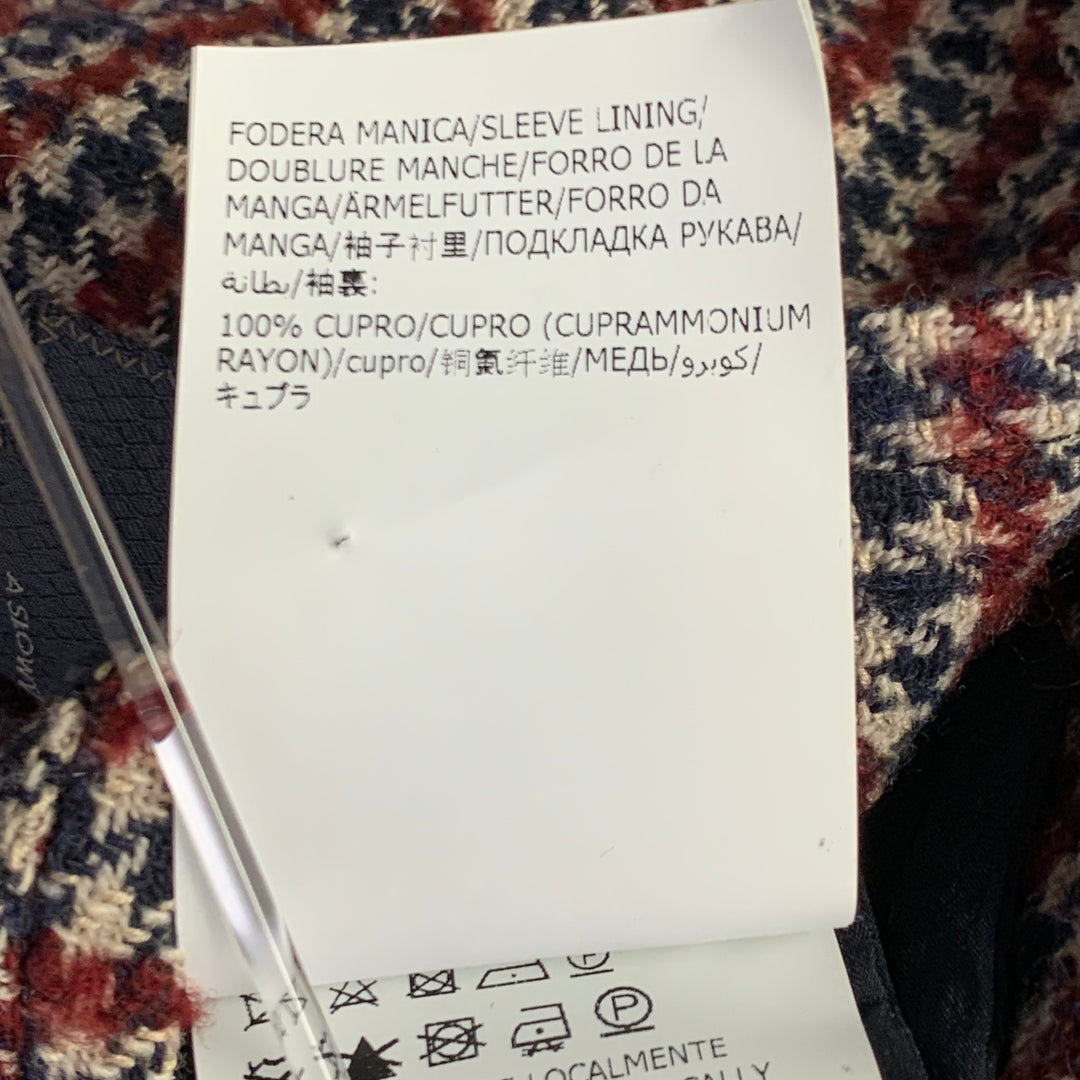 FODERA MANICA/SLEEVE LINING/
DOUBLURE MANCHE/FORRO DE LA
MANGA/ÄRMELFUTTER/FORRO DA
MANGA/袖子衬里/ПОДКЛАДКА РУКАВА/
بطانة/袖裏:
100% CUPRO/CUPRO (CUPRAMMONIUM
RAYON)/cupro/铜氨纤维/МЕДЬ/كوبرو/
キュプラ
P
LOCALMENTE